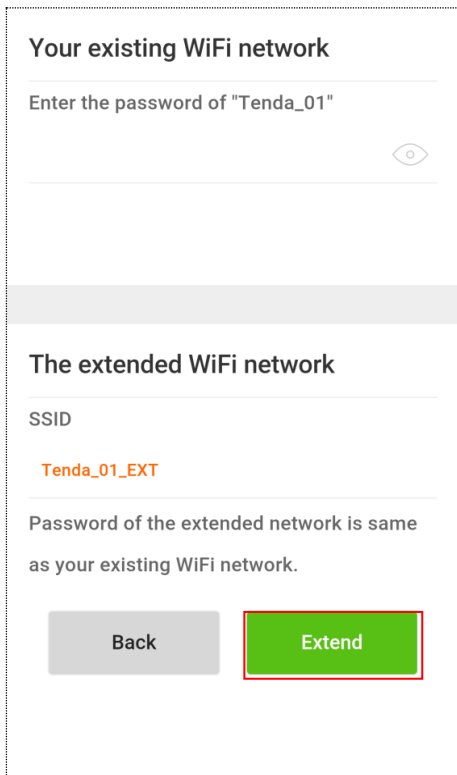 Your existing WiFi network
Enter the password of "Tenda_01"
The extended WiFi network
SSID
Tenda_01_EXT
Password of the extended network is same
as your existing WiFi network.
Back
Extend